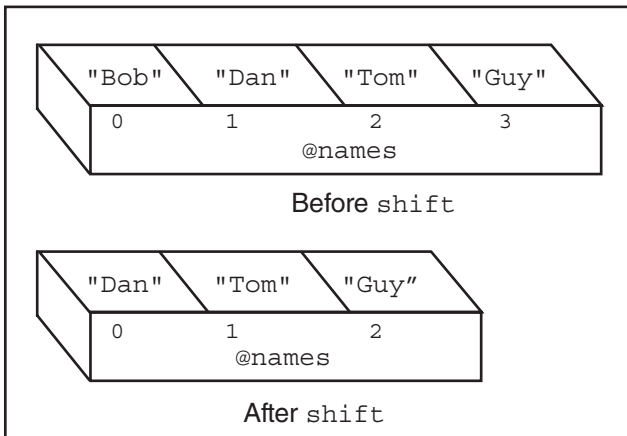 "Bob" "Dan" "Tom" "Guy"
0 1 2 3
@names
Before shift
"Dan" "Tom" "Guy”
0 1 2
@names
After shift